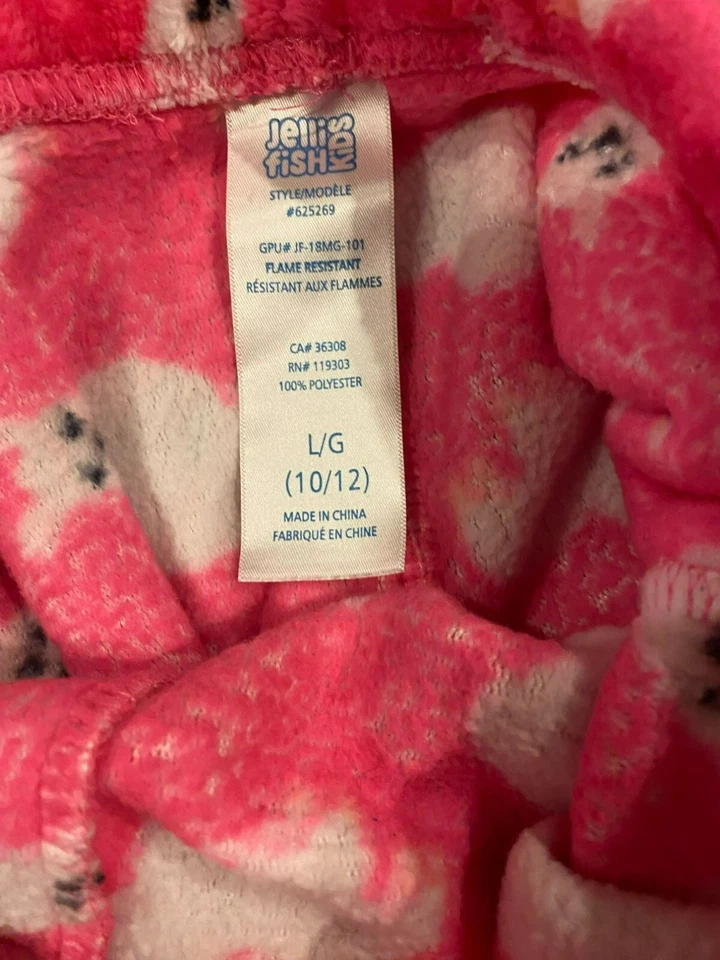 Jelli
fiSH KiDS
STYLE/MODÈLE
#625269
GPU# JF-18MG-101
FLAME RESISTANT
RÉSISTANT AUX FLAMMES
CA# 36308
RN# 119303
100% POLYESTER
L/G
(10/12)
MADE IN CHINA
FABRIQUÉ EN CHINE